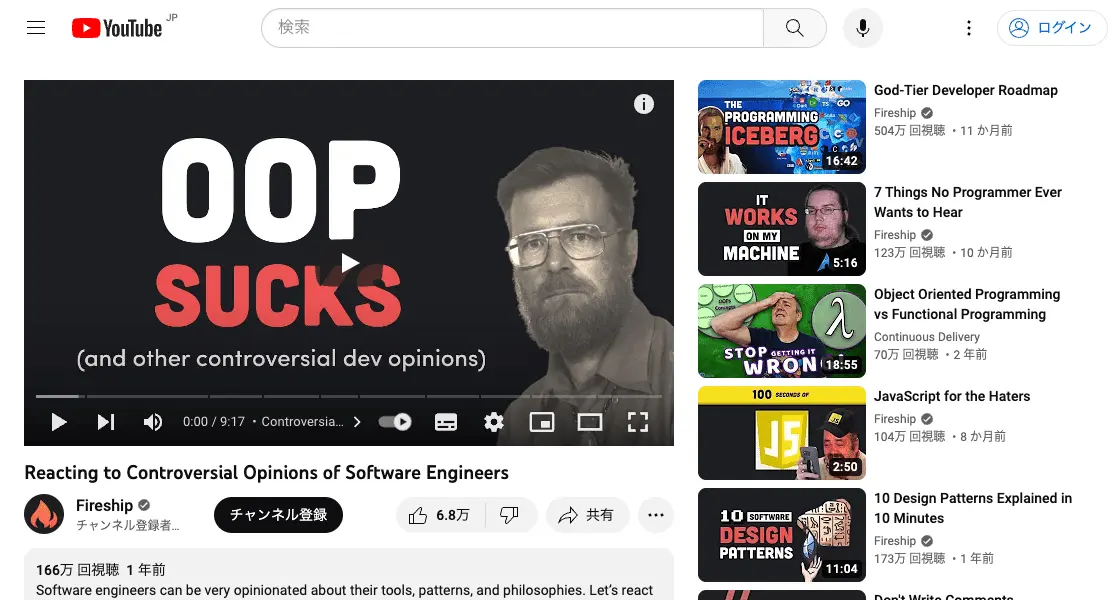 YouTube JP
検索
ログイン
OOP
SUCKS
(and other controversial dev opinions)
0:00 / 9:17 • Controversia...
Reacting to Controversial Opinions of Software Engineers
Fireship
チャンネル登録者...
チャンネル登録
6.8万
共有
166万 回視聴 1 年前
Software engineers can be very opinionated about their tools, patterns, and philosophies. Let's react
THE
PROGRAMMING
ICEBERG
16:42
God-Tier Developer Roadmap
Fireship
504万 回視聴 • 11 か月前
IT
WORKS
ON MY
MACHINE
5:16
7 Things No Programmer Ever
Wants to Hear
Fireship
123万 回視聴 • 10 か月前
STOP GETTING IT
WRON
18:55
Object Oriented Programming
vs Functional Programming
Continuous Delivery
70万 回視聴 • 2 年前
100 SECONDS OF
JS
2:50
JavaScript for the Haters
Fireship
104万 回視聴 • 8 か月前
10 SOFTWARE
DESIGN
PATTERNS
11:04
10 Design Patterns Explained in
10 Minutes
Fireship
173万 回視聴 • 1 年前
Don't Write Comments